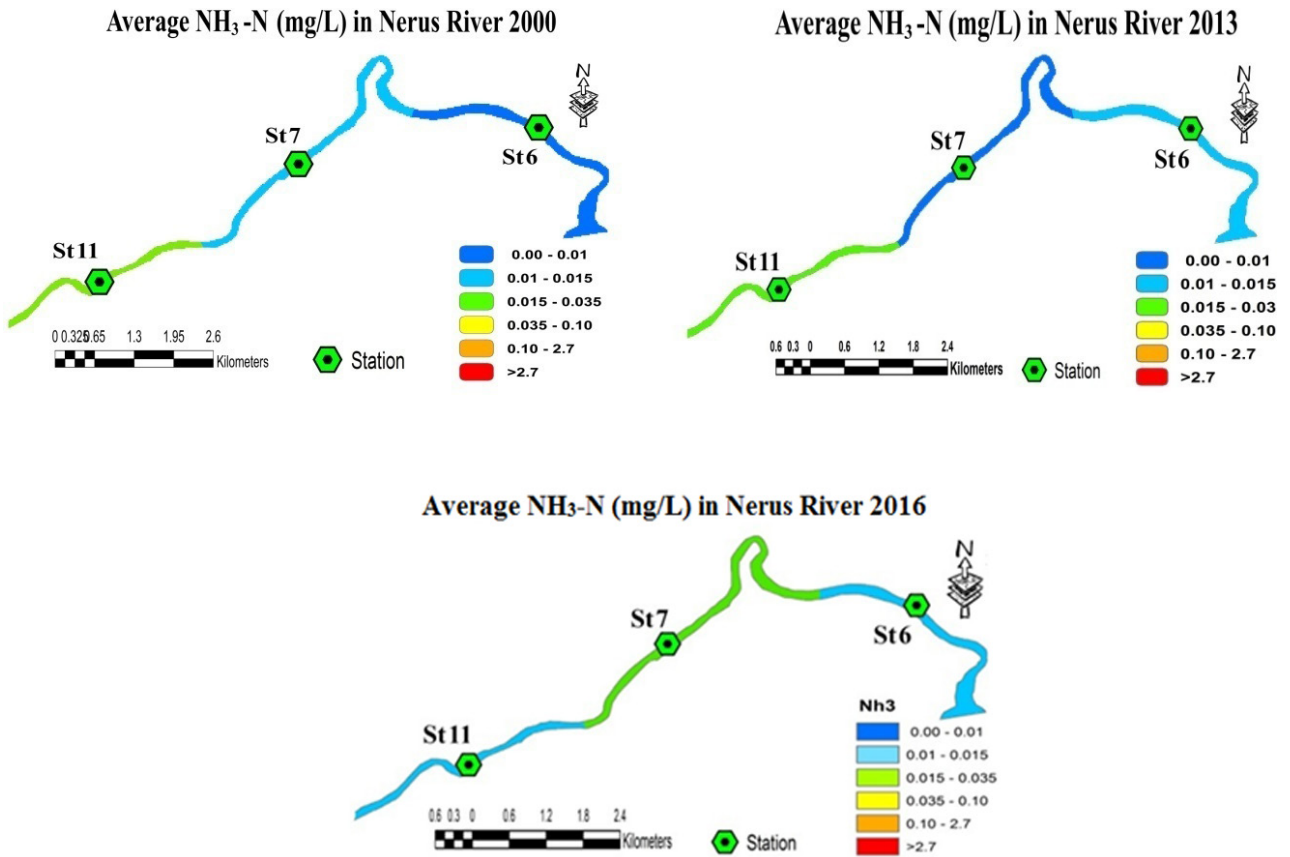 Average NH₃-N (mg/L) in Nerus River 2000
N
St7
St6
St11
0.00 - 0.01
0.01 - 0.015
0.015 - 0.035
0.035 - 0.10
0.10 - 2.7
>2.7
0 0.325 0.65 1.3 1.95 2.6
Kilometers
Station
Average NH₃-N (mg/L) in Nerus River 2013
N
St7
St6
St11
0.00 - 0.01
0.01 - 0.015
0.015 - 0.03
0.035 - 0.10
0.10 - 2.7
>2.7
0.6 0.3 0 0.6 1.2 1.8 2.4
Kilometers
Station
Average NH₃-N (mg/L) in Nerus River 2016
N
St7
St6
St11
Nh3
0.00 - 0.01
0.01 - 0.015
0.015 - 0.035
0.035 - 0.10
0.10 - 2.7
>2.7
0.6 0.3 0 0.6 1.2 1.8 2.4
Kilometers
Station